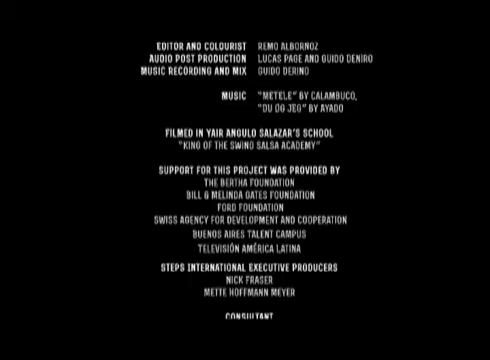 EDITOR AND COLOURIST REMO ALBORNOZ
AUDIO POST PRODUCTION LUCAS PAGE AND GUIDO DENIRO
MUSIC RECORDING AND MIX GUIDO DERINO
MUSIC "METELE" BY CALAMBUCO,
"DU OG JEG" BY AYADO
FILMED IN YAIR ANGULO SALAZAR'S SCHOOL
"KING OF THE SWING SALSA ACADEMY"
SUPPORT FOR THIS PROJECT WAS PROVIDED BY
THE BERTHA FOUNDATION
BILL & MELINDA GATES FOUNDATION
FORD FOUNDATION
SWISS AGENCY FOR DEVELOPMENT AND COOPERATION
BUENOS AIRES TALENT CAMPUS
TELEVISIÓN AMÉRICA LATINA
STEPS INTERNATIONAL EXECUTIVE PRODUCERS
NICK FRASER
METTE HOFFMANN MEYER
CONSULTANT